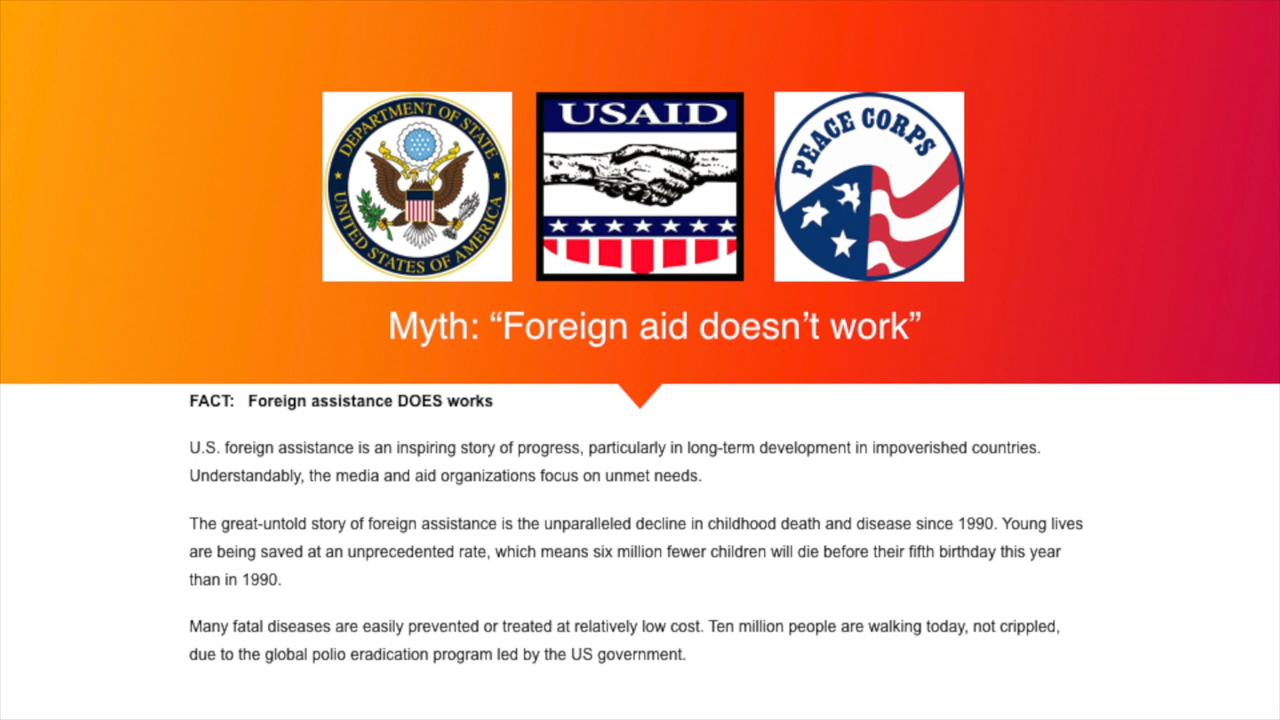 DEPARTMENT OF STATE
UNITED STATES OF AMERICA
USAID
PEACE CORPS
Myth: “Foreign aid doesn’t work”
FACT: Foreign assistance DOES works
U.S. foreign assistance is an inspiring story of progress, particularly in long-term development in impoverished countries.
Understandably, the media and aid organizations focus on unmet needs.
The great-untold story of foreign assistance is the unparalleled decline in childhood death and disease since 1990. Young lives
are being saved at an unprecedented rate, which means six million fewer children will die before their fifth birthday this year
than in 1990.
Many fatal diseases are easily prevented or treated at relatively low cost. Ten million people are walking today, not crippled,
due to the global polio eradication program led by the US government.